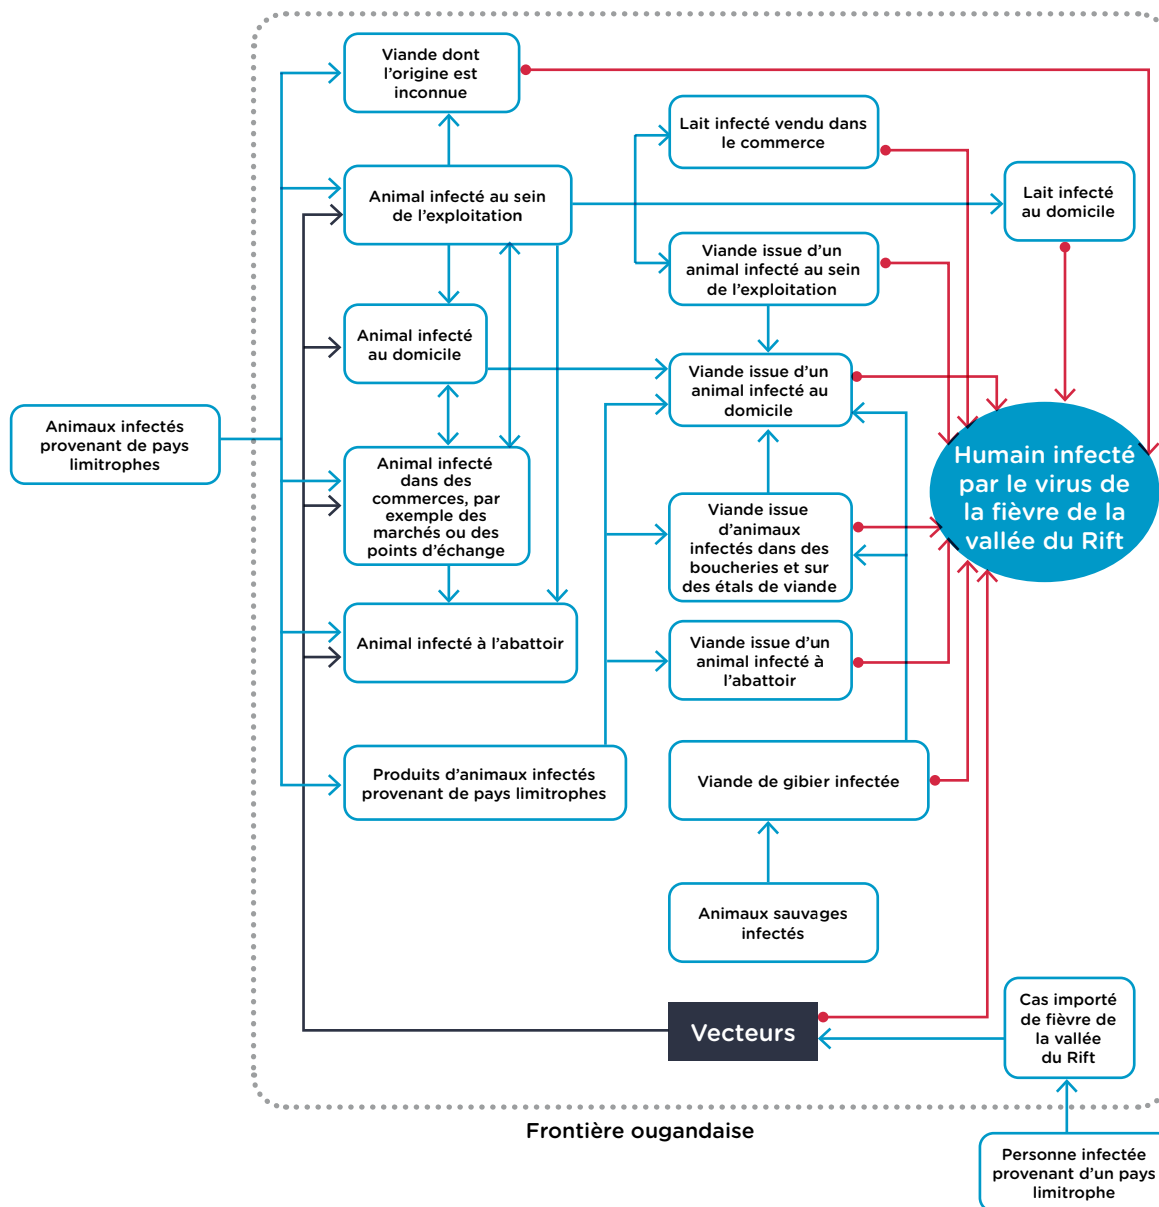 Viande dont
l'origine est
inconnue
Lait infecté vendu dans
le commerce
Animal infecté au sein
de l'exploitation
Lait infecté
au domicile
Viande issue d'un
animal infecté au sein
de l'exploitation
Animal infecté
au domicile
Viande issue d'un
animal infecté au
domicile
Animaux infectés
provenant de pays
limitrophes
Animal infecté
dans des
commerces, par
exemple des
marchés ou des
points d'échange
Viande issue
d'animaux
infectés dans des
boucheries et sur
des étals de viande
Humain infecté
par le virus de
la fièvre de la
vallée du Rift
Animal infecté à l'abattoir
Viande issue d'un
animal infecté à
l'abattoir
Produits d'animaux infectés
provenant de pays limitrophes
Viande de gibier infectée
Animaux sauvages
infectés
Vecteurs
Cas importé
de fièvre de
la vallée
du Rift
Frontière ougandaise
Personne infectée
provenant d'un pays
limitrophe